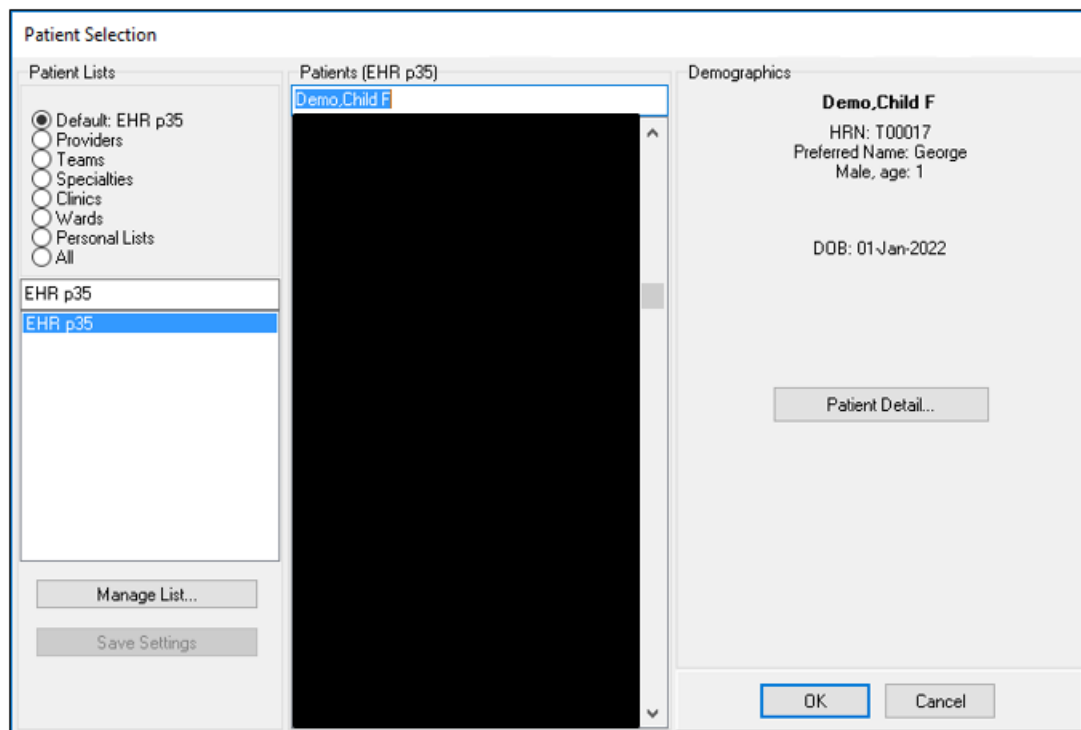 Patient Selection
Patient Lists
Default: EHR p35
Providers
Teams
Specialties
Clinics
Wards
Personal Lists
All
EHR p35
EHR p35
Manage List...
Save Settings
Patients (EHR p35)
Demo,Child F
Demographics
Demo,Child F
HRN: T00017
Preferred Name: George
Male, age: 1
DOB: 01-Jan-2022
Patient Detail...
OK
Cancel